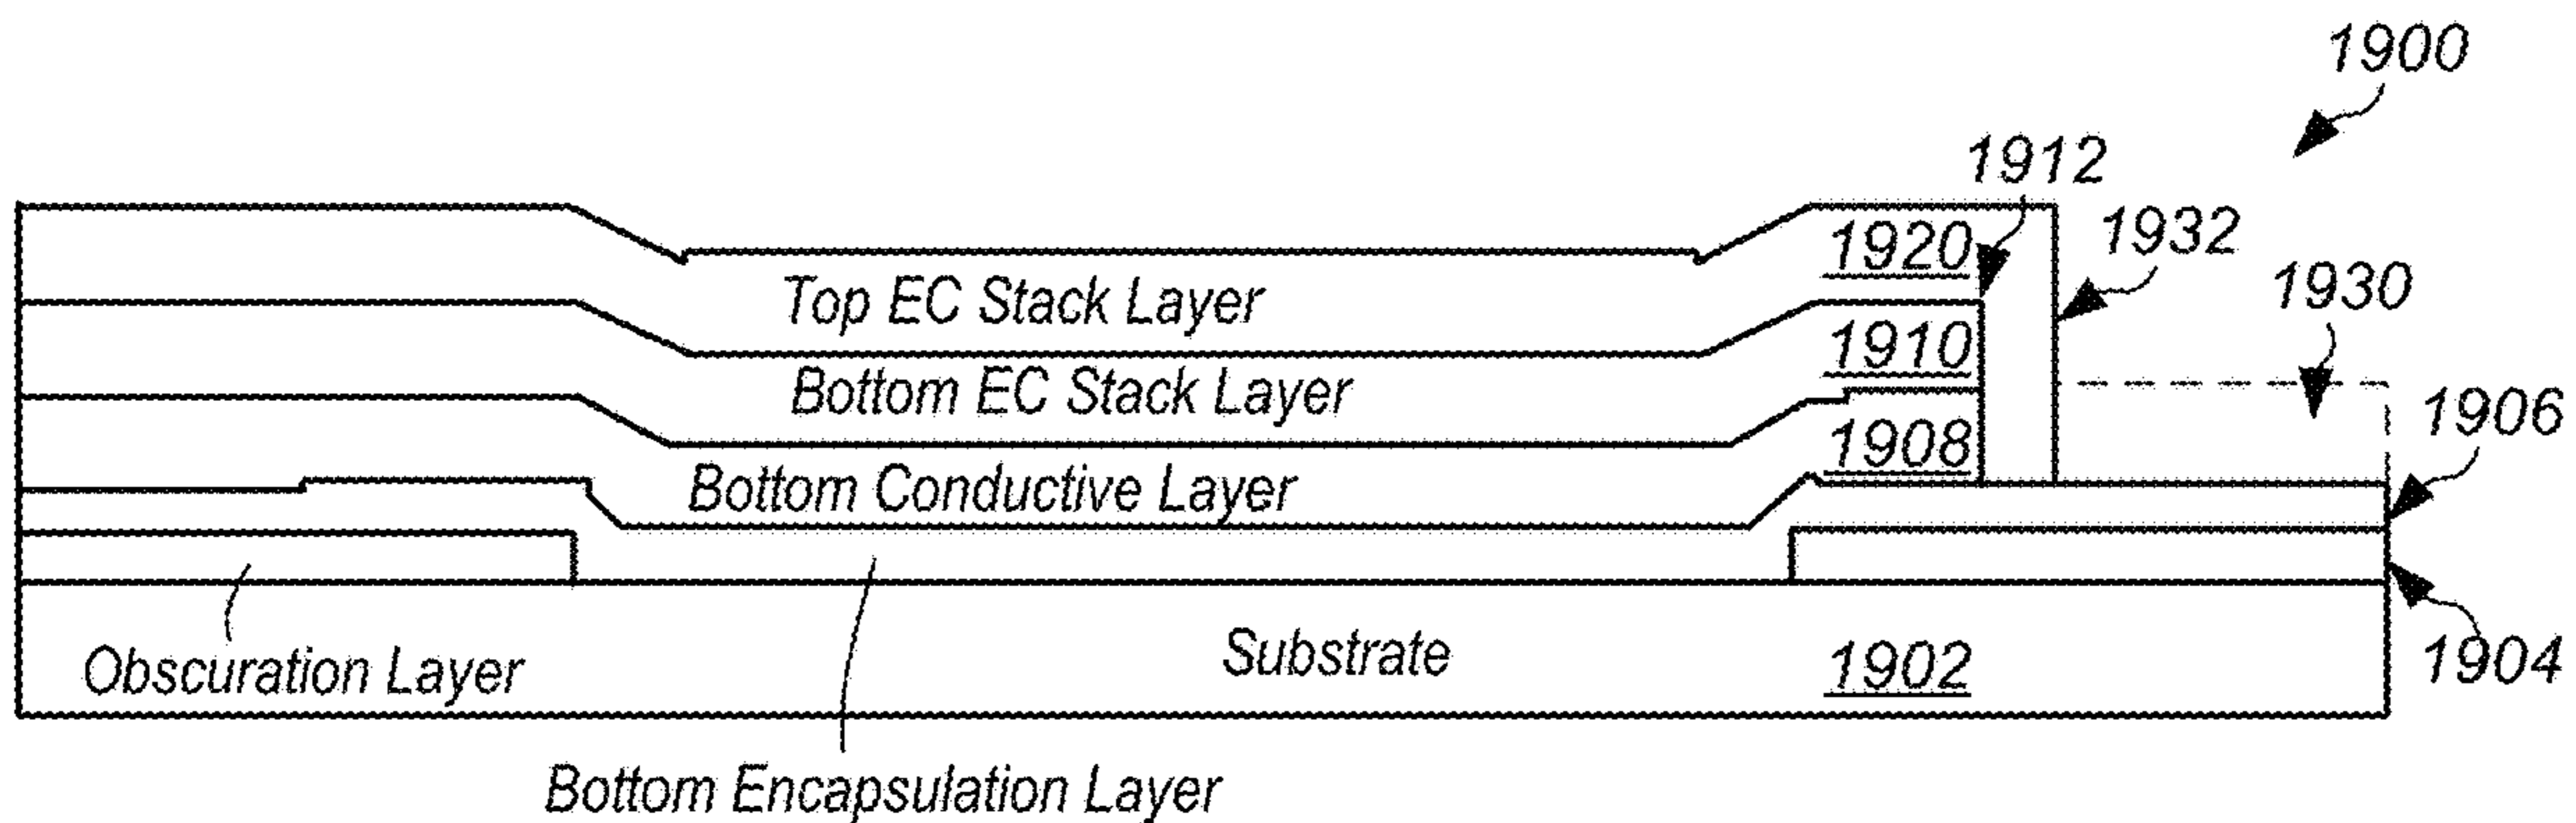 1900
1912
1920
1932
1930
Top EC Stack Layer
1910
Bottom EC Stack Layer
1906
1908
Bottom Conductive Layer
Obscuration Layer
Substrate
1902
1904
Bottom Encapsulation Layer